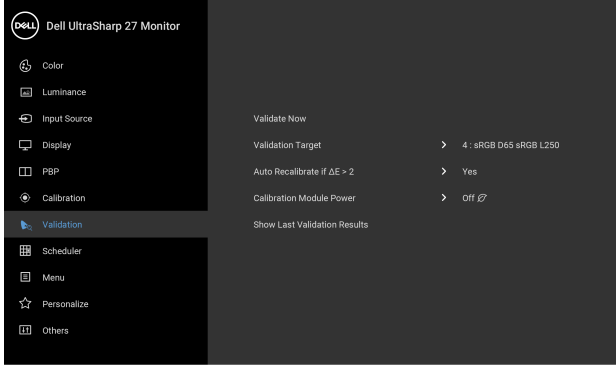 DELL Dell UltraSharp 27 Monitor
Color
Luminance
Input Source
Display
PBP
Calibration
Validation
Scheduler
Menu
Personalize
Others
Validate Now
Validation Target > 4 : sRGB D65 sRGB L250
Auto Recalibrate if ΔE > 2 > Yes
Calibration Module Power > Off
Show Last Validation Results